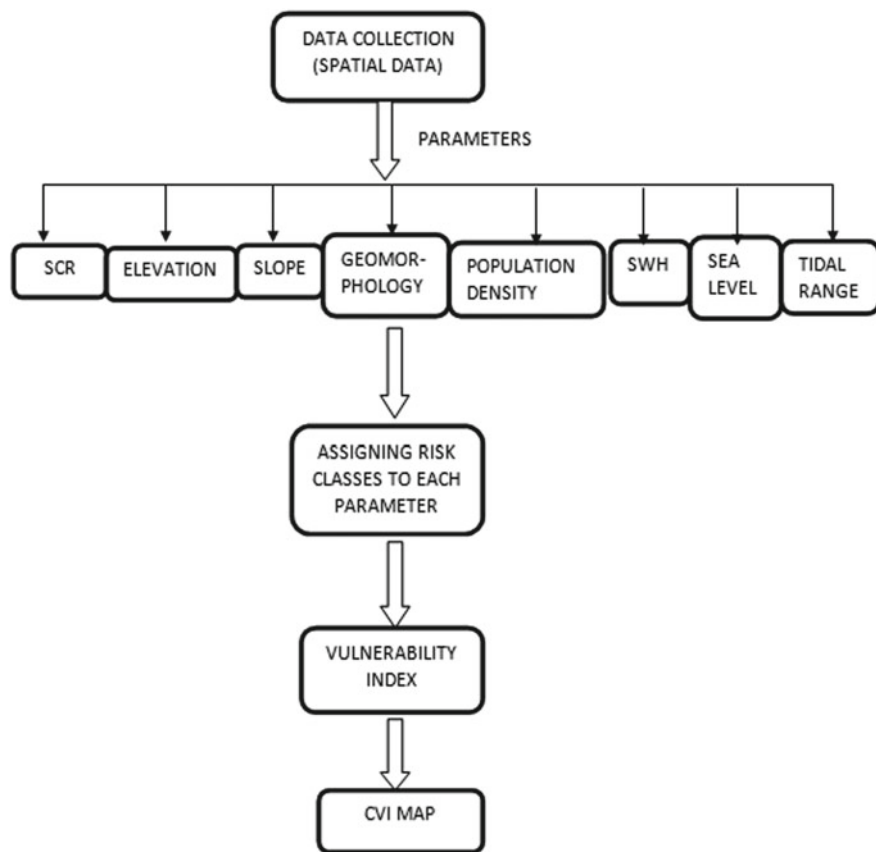 DATA COLLECTION
(SPATIAL DATA)
PARAMETERS
SCR
ELEVATION
SLOPE
GEOMOR-
PHOLOGY
POPULATION
DENSITY
SWH
SEA
LEVEL
TIDAL
RANGE
ASSIGNING RISK
CLASSES TO EACH
PARAMETER
VULNERABILITY
INDEX
CVI MAP